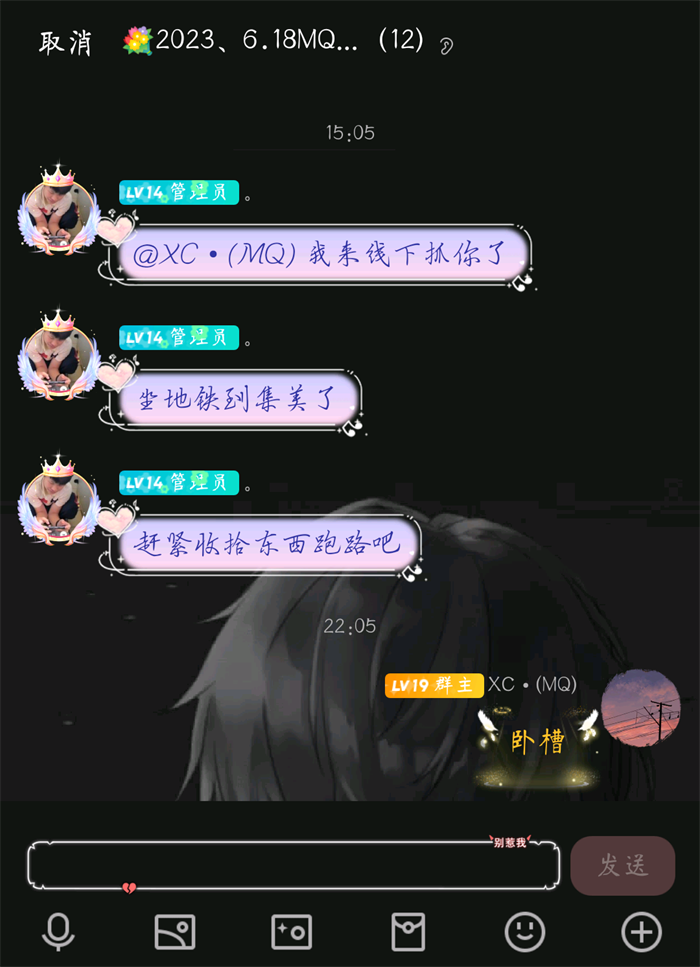 取消 2023、6.18MQ... (12)
15:05
LV14 管理员 。
@XC·(MQ) 我来线下抓你了
LV14 管理员 。
坐地铁到集美了
LV14 管理员 。
赶紧收拾东西跑路吧
22:05
LV19 群主 XC·(MQ)
卧槽
别惹我
发送